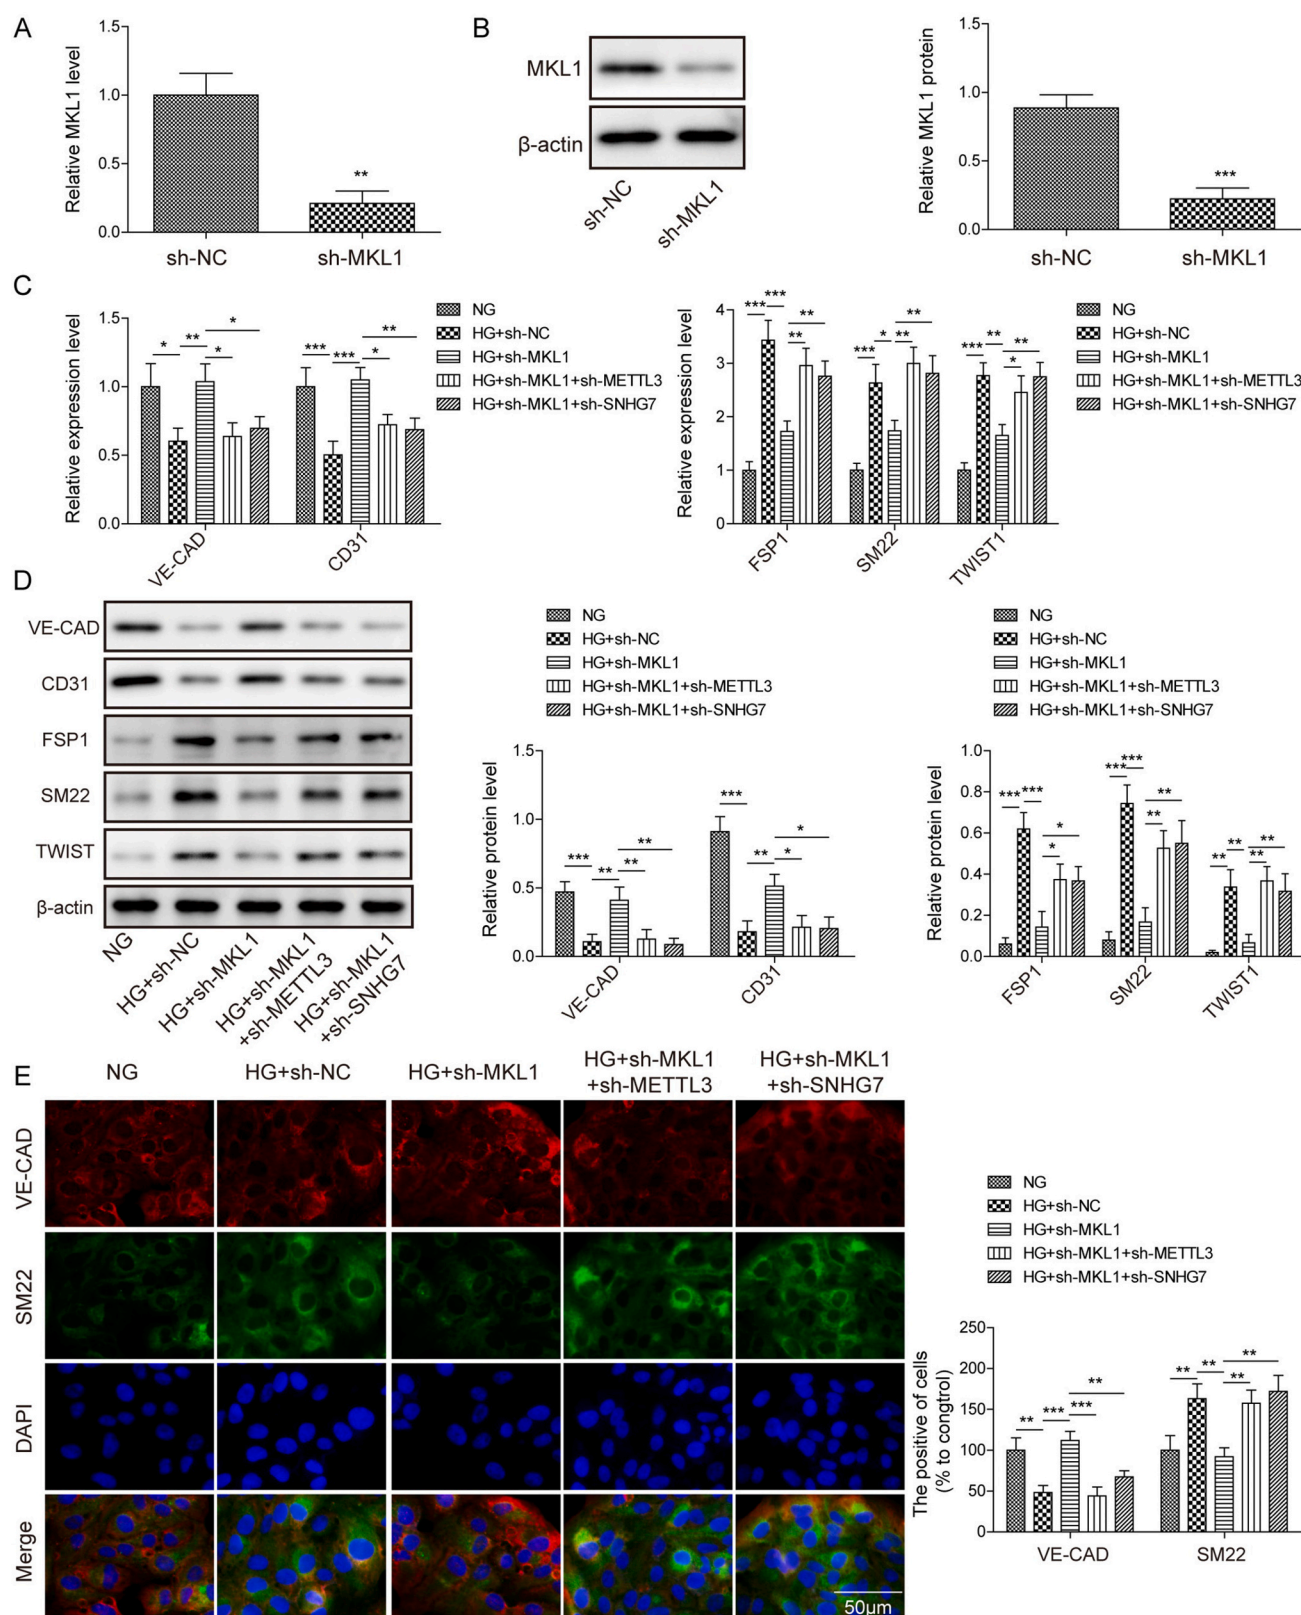 A
Relative MKL1 level
1.5
1.0
0.5
0.0
**
sh-NC
sh-MKL1
B
MKL1
β-actin
sh-NC
sh-MKL1
Relative MKL1 protein
1.5
1.0
0.5
0.0
***
sh-NC
sh-MKL1
C
Relative expression level
1.5
1.0
0.5
0.0
* ** * *
*** *** * **
VE-CAD
CD31
NG
HG+sh-NC
HG+sh-MKL1
HG+sh-MKL1+sh-METTL3
HG+sh-MKL1+sh-SNHG7
Relative expression level
4
3
2
1
0
*** *** ** **
*** * ** **
*** ** * **
FSP1
SM22
TWIST1
NG
HG+sh-NC
HG+sh-MKL1
HG+sh-MKL1+sh-METTL3
HG+sh-MKL1+sh-SNHG7
D
VE-CAD
CD31
FSP1
SM22
TWIST
β-actin
NG
HG+sh-NC
HG+sh-MKL1
HG+sh-MKL1
+sh-METTL3
HG+sh-MKL1
+sh-SNHG7
NG
HG+sh-NC
HG+sh-MKL1
HG+sh-MKL1+sh-METTL3
HG+sh-MKL1+sh-SNHG7
Relative protein level
1.5
1.0
0.5
0.0
*** ** ** **
*** ** * *
VE-CAD
CD31
NG
HG+sh-NC
HG+sh-MKL1
HG+sh-MKL1+sh-METTL3
HG+sh-MKL1+sh-SNHG7
Relative protein level
1.0
0.8
0.6
0.4
0.2
0.0
*** *** * *
*** *** ** **
** ** ** **
FSP1
SM22
TWIST1
E
NG
HG+sh-NC
HG+sh-MKL1
HG+sh-MKL1
+sh-METTL3
HG+sh-MKL1
+sh-SNHG7
VE-CAD
SM22
DAPI
Merge
50μm
NG
HG+sh-NC
HG+sh-MKL1
HG+sh-MKL1+sh-METTL3
HG+sh-MKL1+sh-SNHG7
The positive of cells
(% to congtrol)
250
200
150
100
50
0
** *** *** **
** ** ** **
VE-CAD
SM22